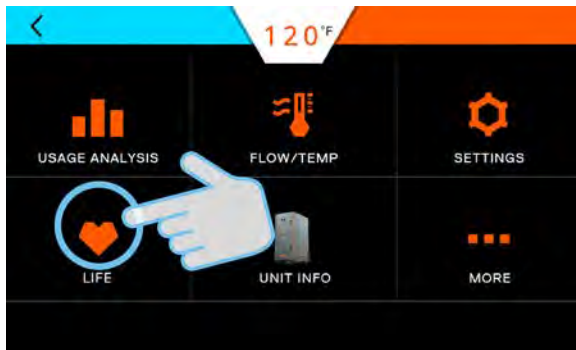 120°F
USAGE ANALYSIS
FLOW/TEMP
SETTINGS
LIFE
UNIT INFO
MORE